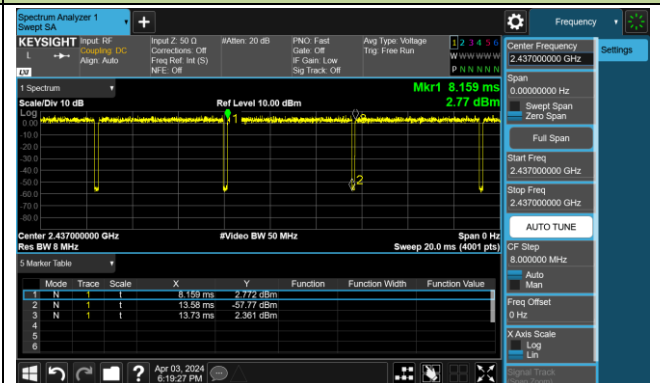 Spectrum Analyzer 1
Swept SA
+
Frequency
KEYSIGHT
L
Input: RF
Coupling: DC
Align: Auto
Input Z: 50 Ω
Corrections: Off
Freq Ref: Int (S)
NFE: Off
#Atten: 20 dB
PNO: Fast
Gate: Off
IF Gain: Low
Sig Track: Off
Avg Type: Voltage
Trig: Free Run
1 2 3 4 5 6
W W W W W W
P N N N N N
1 Spectrum
Scale/Div 10 dB
Ref Level 10.00 dBm
Mkr1 8.159 ms
2.77 dBm
Log
0.00
-10.0
-20.0
-30.0
-40.0
-50.0
-60.0
-70.0
-80.0
1
3
2
Center 2.437000000 GHz
Res BW 8 MHz
#Video BW 50 MHz
Span 0 Hz
Sweep 20.0 ms (4001 pts)
5 Marker Table
Mode Trace Scale X Y Function Function Width Function Value
1 N 1 t 8.159 ms 2.772 dBm
2 N 1 t 13.58 ms -57.77 dBm
3 N 1 t 13.73 ms 2.361 dBm
4
5
6
?
Apr 03, 2024
6:19:27 PM
Center Frequency
2.437000000 GHz
Span
0.00000000 Hz
Swept Span
Zero Span
Full Span
Start Freq
2.437000000 GHz
Stop Freq
2.437000000 GHz
AUTO TUNE
CF Step
8.000000 MHz
Auto
Man
Freq Offset
0 Hz
X Axis Scale
Log
Lin
Signal Track
Settings